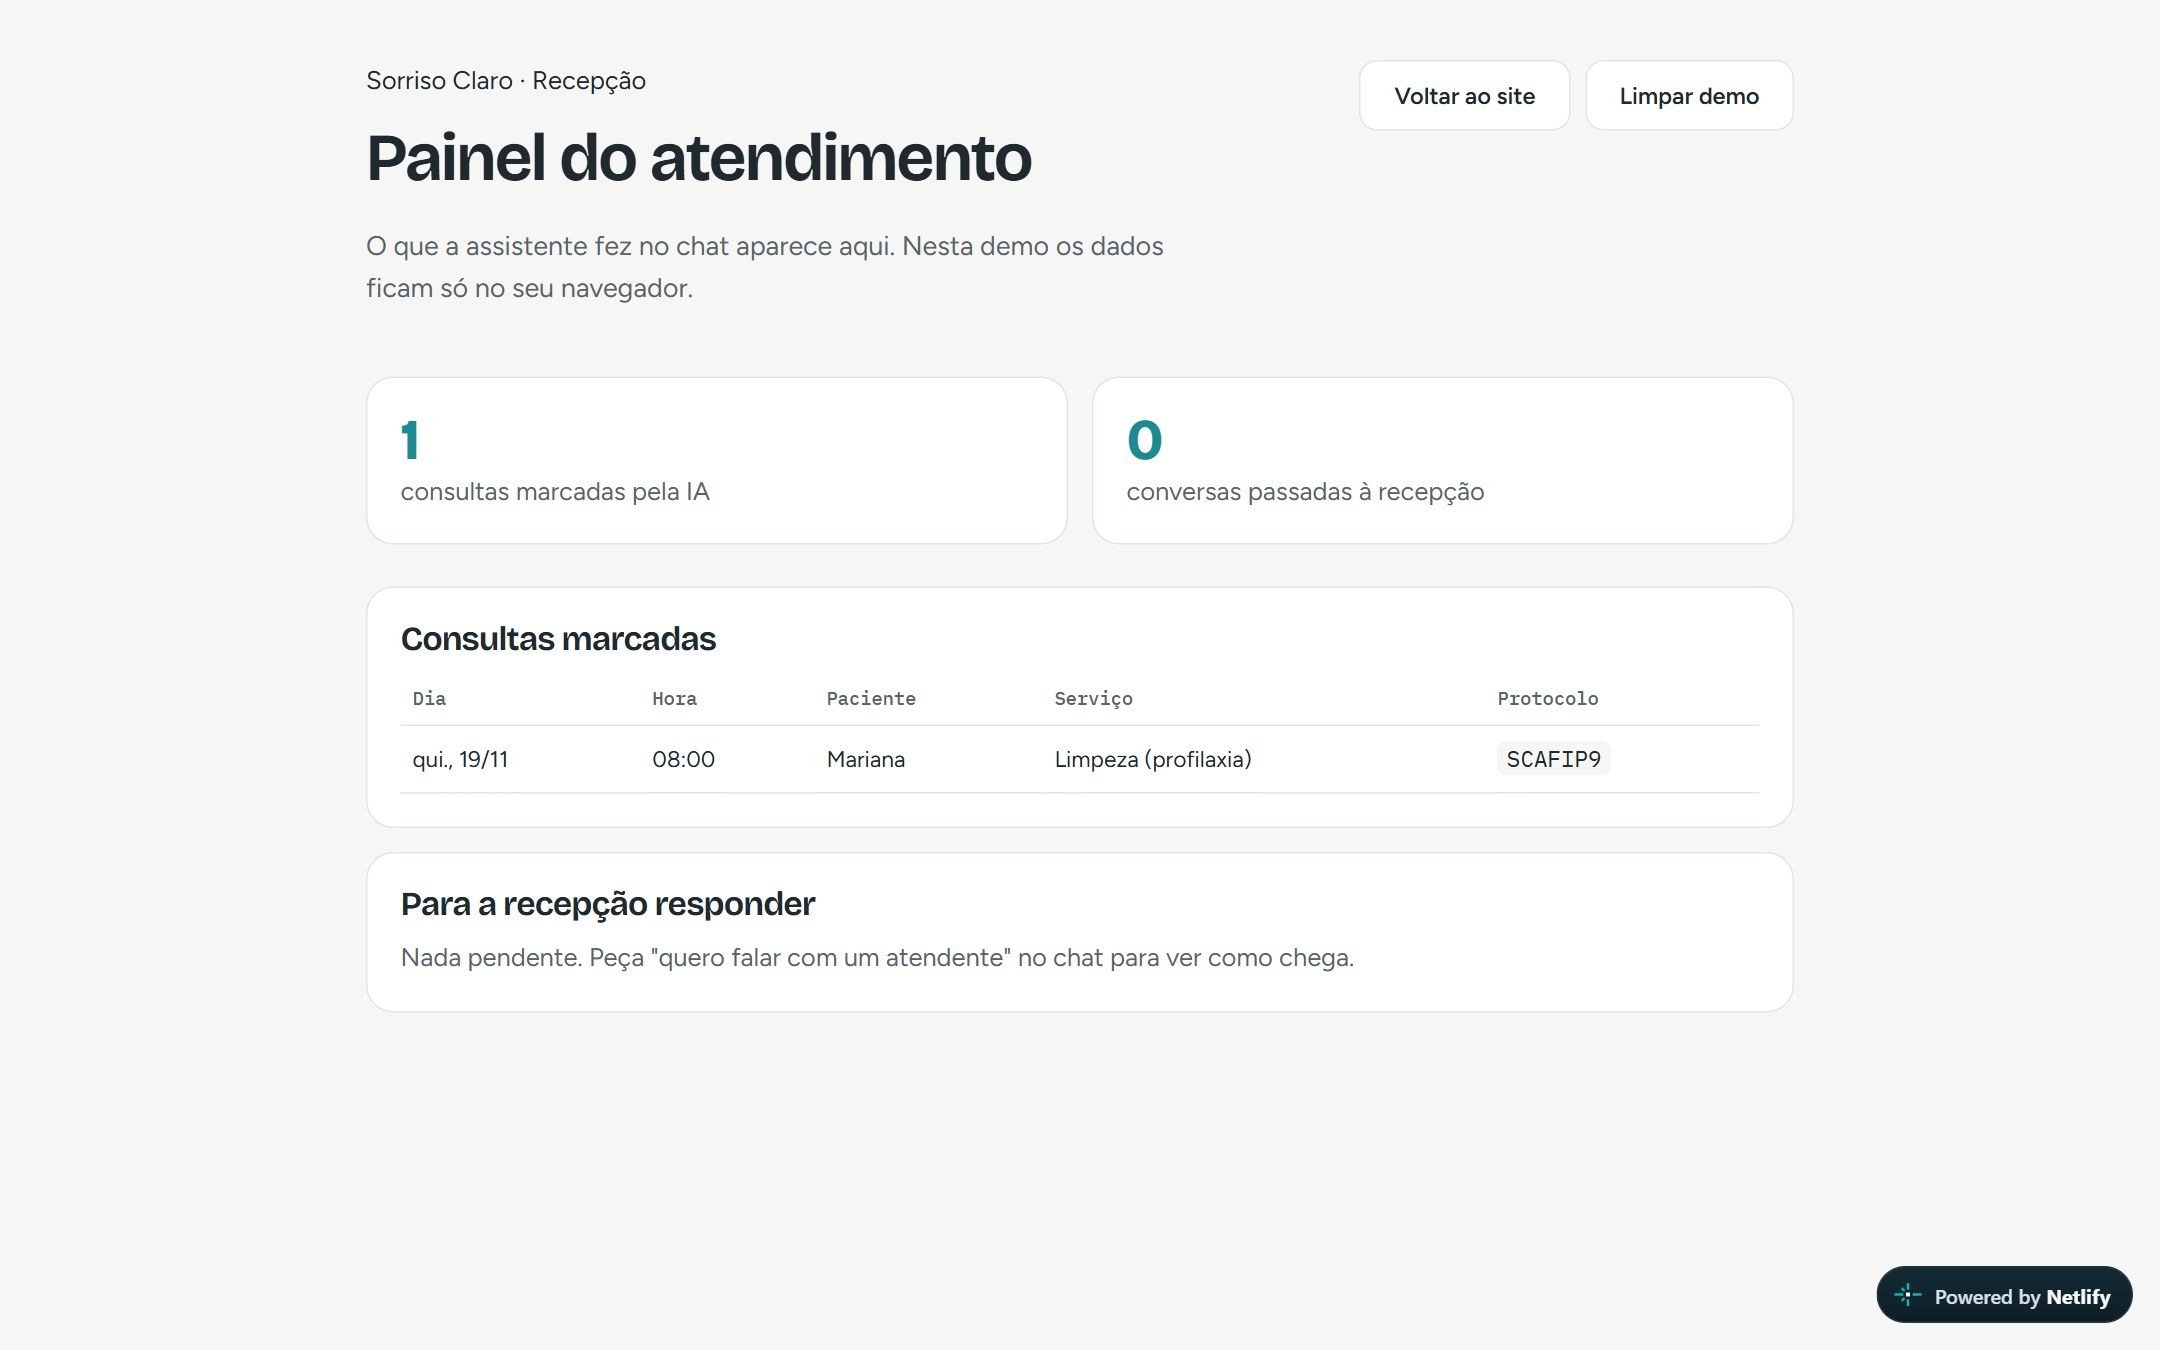 Sorriso Claro · Recepção
Voltar ao site
Limpar demo
Painel do atendimento
O que a assistente fez no chat aparece aqui. Nesta demo os dados
ficam só no seu navegador.
1
consultas marcadas pela IA
0
conversas passadas à recepção
Consultas marcadas
Dia Hora Paciente Serviço Protocolo
qui., 19/11 08:00 Mariana Limpeza (profilaxia) SCAFIP9
Para a recepção responder
Nada pendente. Peça "quero falar com um atendente" no chat para ver como chega.
Powered by Netlify